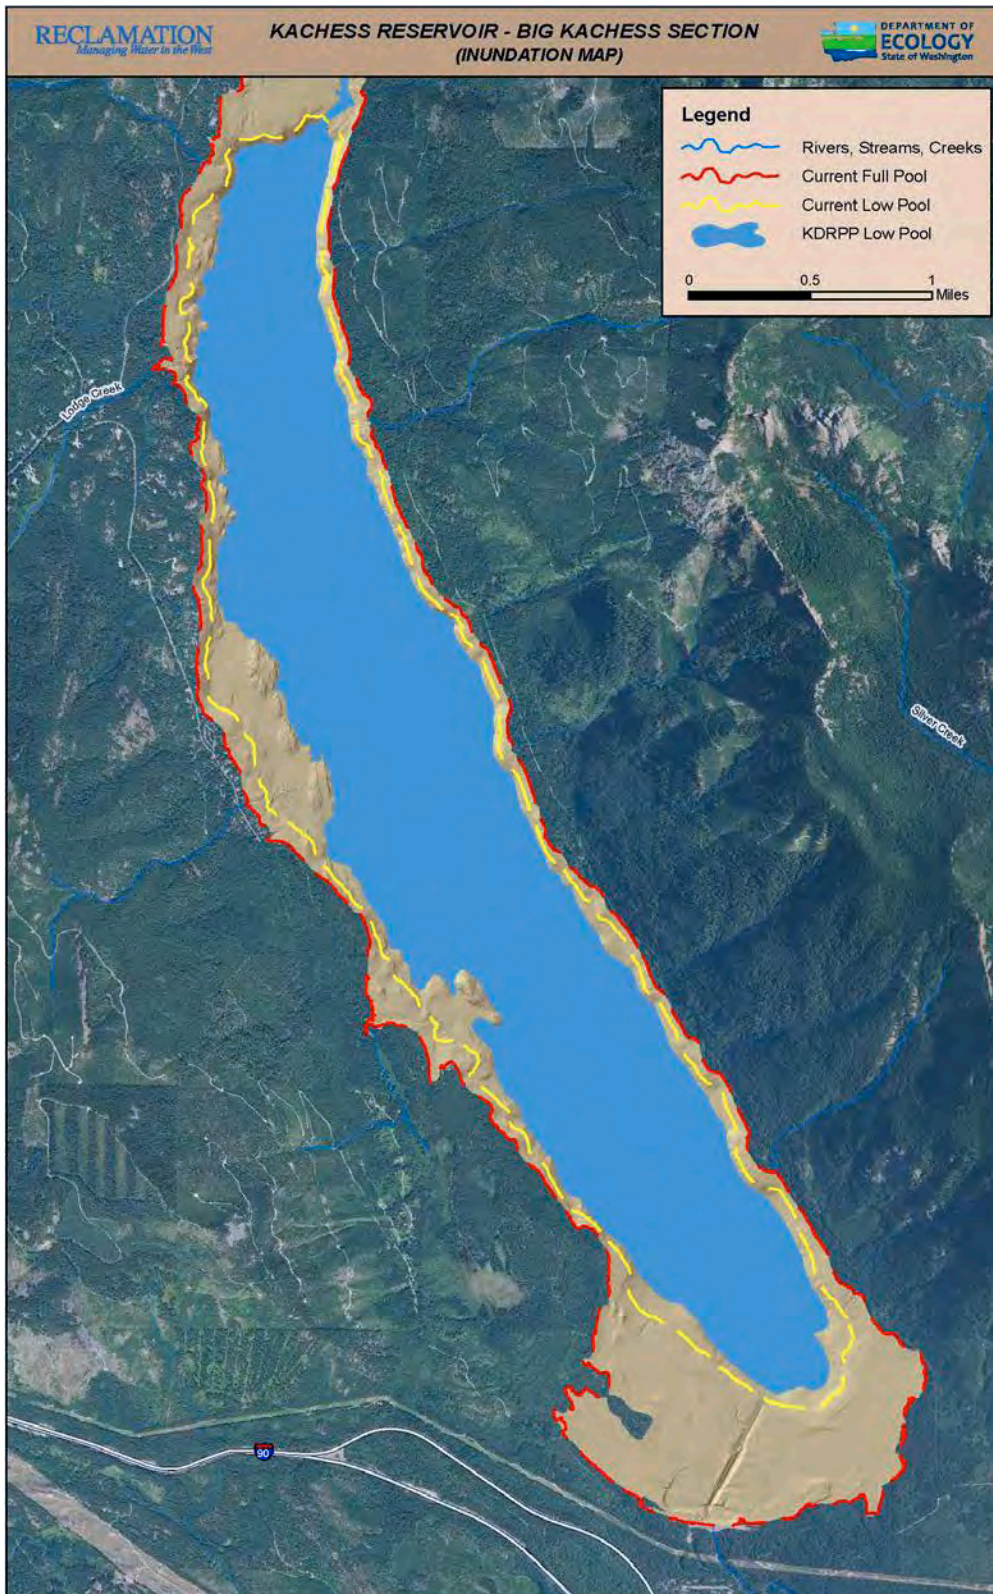 RECLAMATION
Managing Water in the West
KACHESS RESERVOIR - BIG KACHESS SECTION
(INUNDATION MAP)
DEPARTMENT OF
ECOLOGY
State of Washington
Legend
Rivers, Streams, Creeks
Current Full Pool
Current Low Pool
KDRPP Low Pool
0 0.5 1
Miles
Lodge Creek
Silver Creek
90